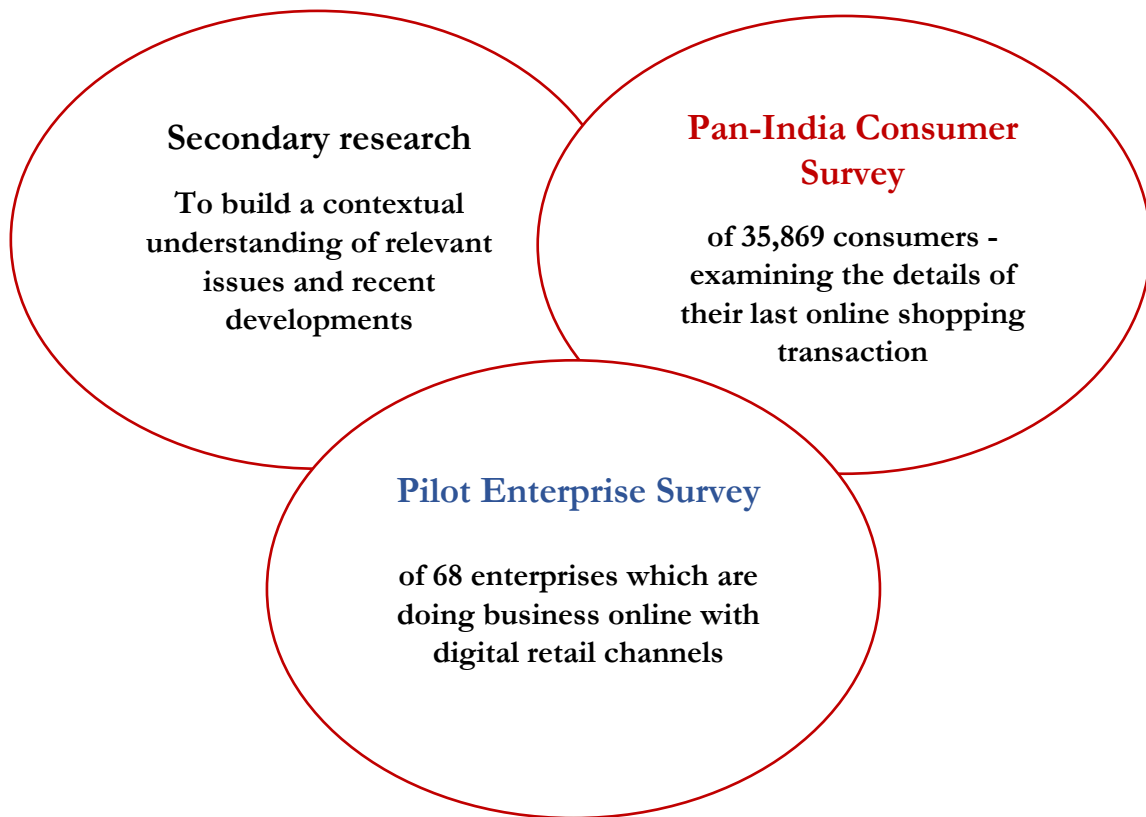 Secondary research
To build a contextual
understanding of relevant
issues and recent
developments
Pan-India Consumer
Survey
of 35,869 consumers -
examining the details of
their last online shopping
transaction
Pilot Enterprise Survey
of 68 enterprises which are
doing business online with
digital retail channels